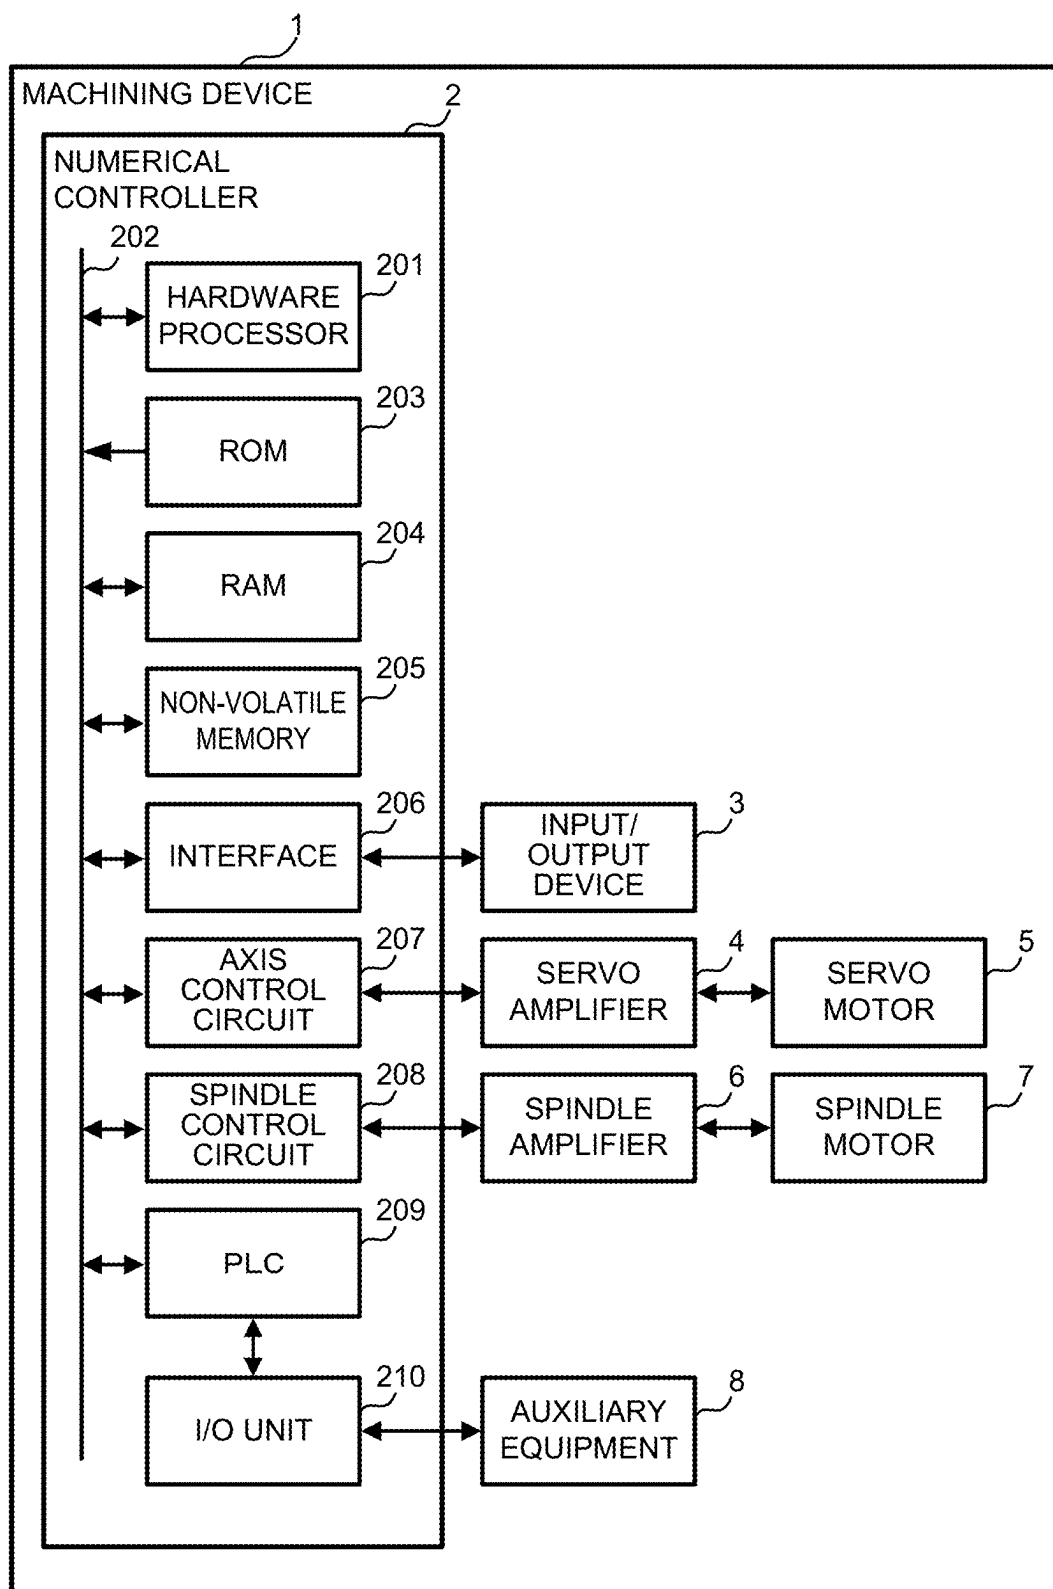 1
MACHINING DEVICE
2
NUMERICAL
CONTROLLER
202
201
HARDWARE
PROCESSOR
203
ROM
204
RAM
205
NON-VOLATILE
MEMORY
206
INTERFACE
3
INPUT/
OUTPUT
DEVICE
207
AXIS
CONTROL
CIRCUIT
4
SERVO
AMPLIFIER
5
SERVO
MOTOR
208
SPINDLE
CONTROL
CIRCUIT
6
SPINDLE
AMPLIFIER
7
SPINDLE
MOTOR
209
PLC
210
I/O UNIT
8
AUXILIARY
EQUIPMENT